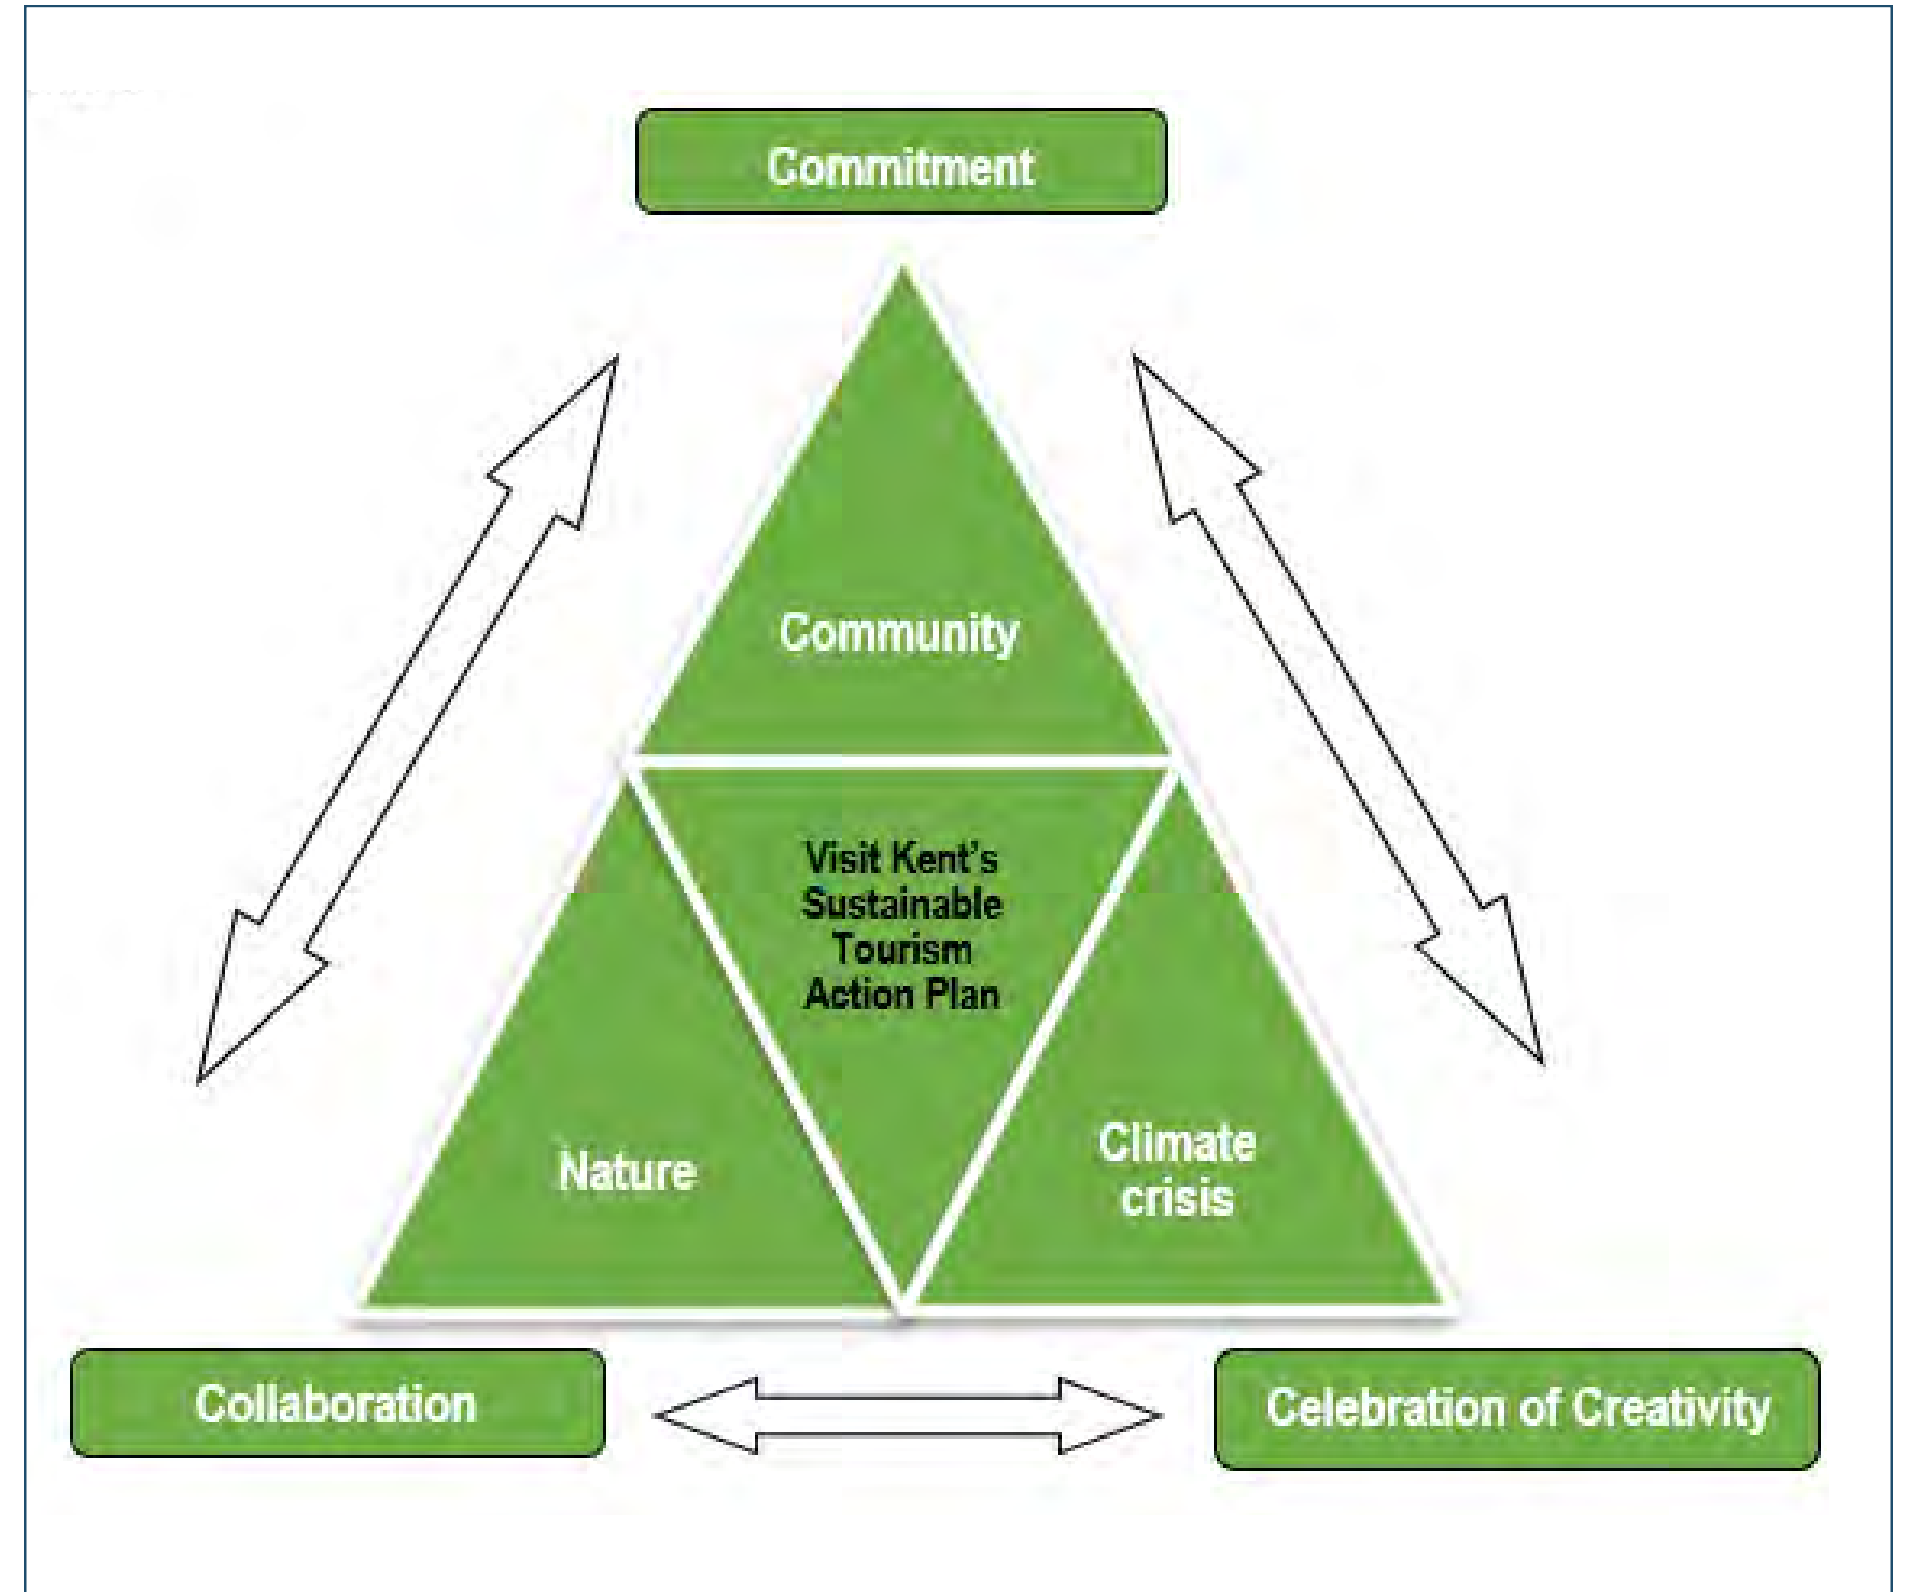 Commitment
Community
Visit Kent's
Sustainable
Tourism
Action Plan
Nature
Climate
crisis
Collaboration
Celebration of Creativity